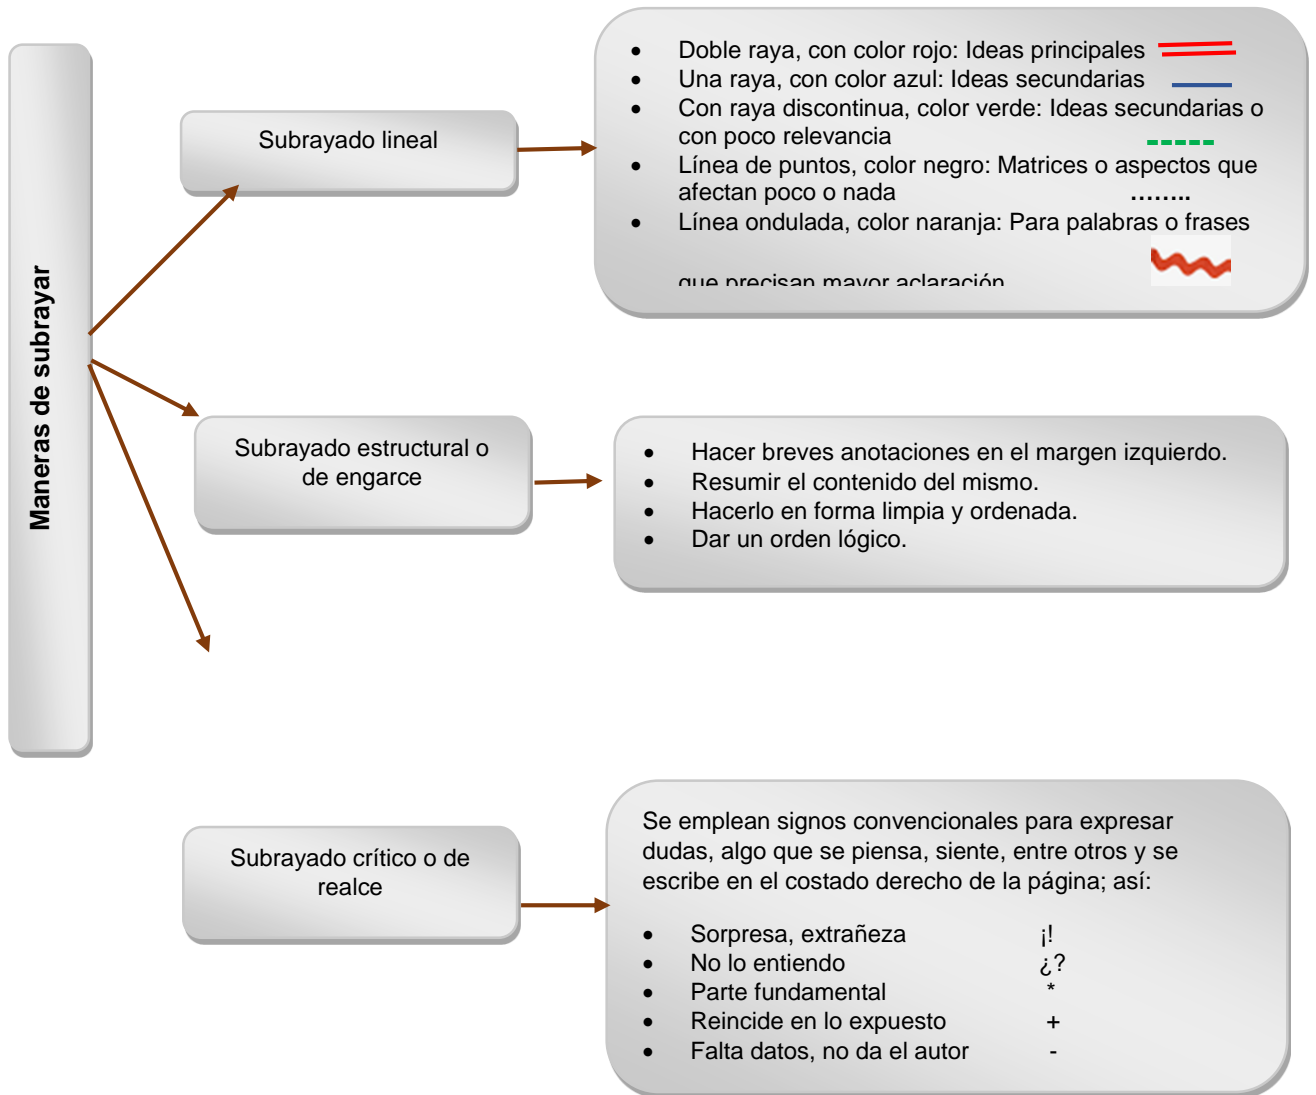 Maneras de subrayar
Subrayado lineal
• Doble raya, con color rojo: Ideas principales
• Una raya, con color azul: Ideas secundarias
• Con raya discontinua, color verde: Ideas secundarias o
con poco relevancia
• Línea de puntos, color negro: Matrices o aspectos que
afectan poco o nada ……..
• Línea ondulada, color naranja: Para palabras o frases
que precisan mayor aclaración
Subrayado estructural o
de engarce
• Hacer breves anotaciones en el margen izquierdo.
• Resumir el contenido del mismo.
• Hacerlo en forma limpia y ordenada.
• Dar un orden lógico.
Subrayado crítico o de
realce
Se emplean signos convencionales para expresar
dudas, algo que se piensa, siente, entre otros y se
escribe en el costado derecho de la página; así:
• Sorpresa, extrañeza ¡!
• No lo entiendo ¿?
• Parte fundamental *
• Reincide en lo expuesto +
• Falta datos, no da el autor -